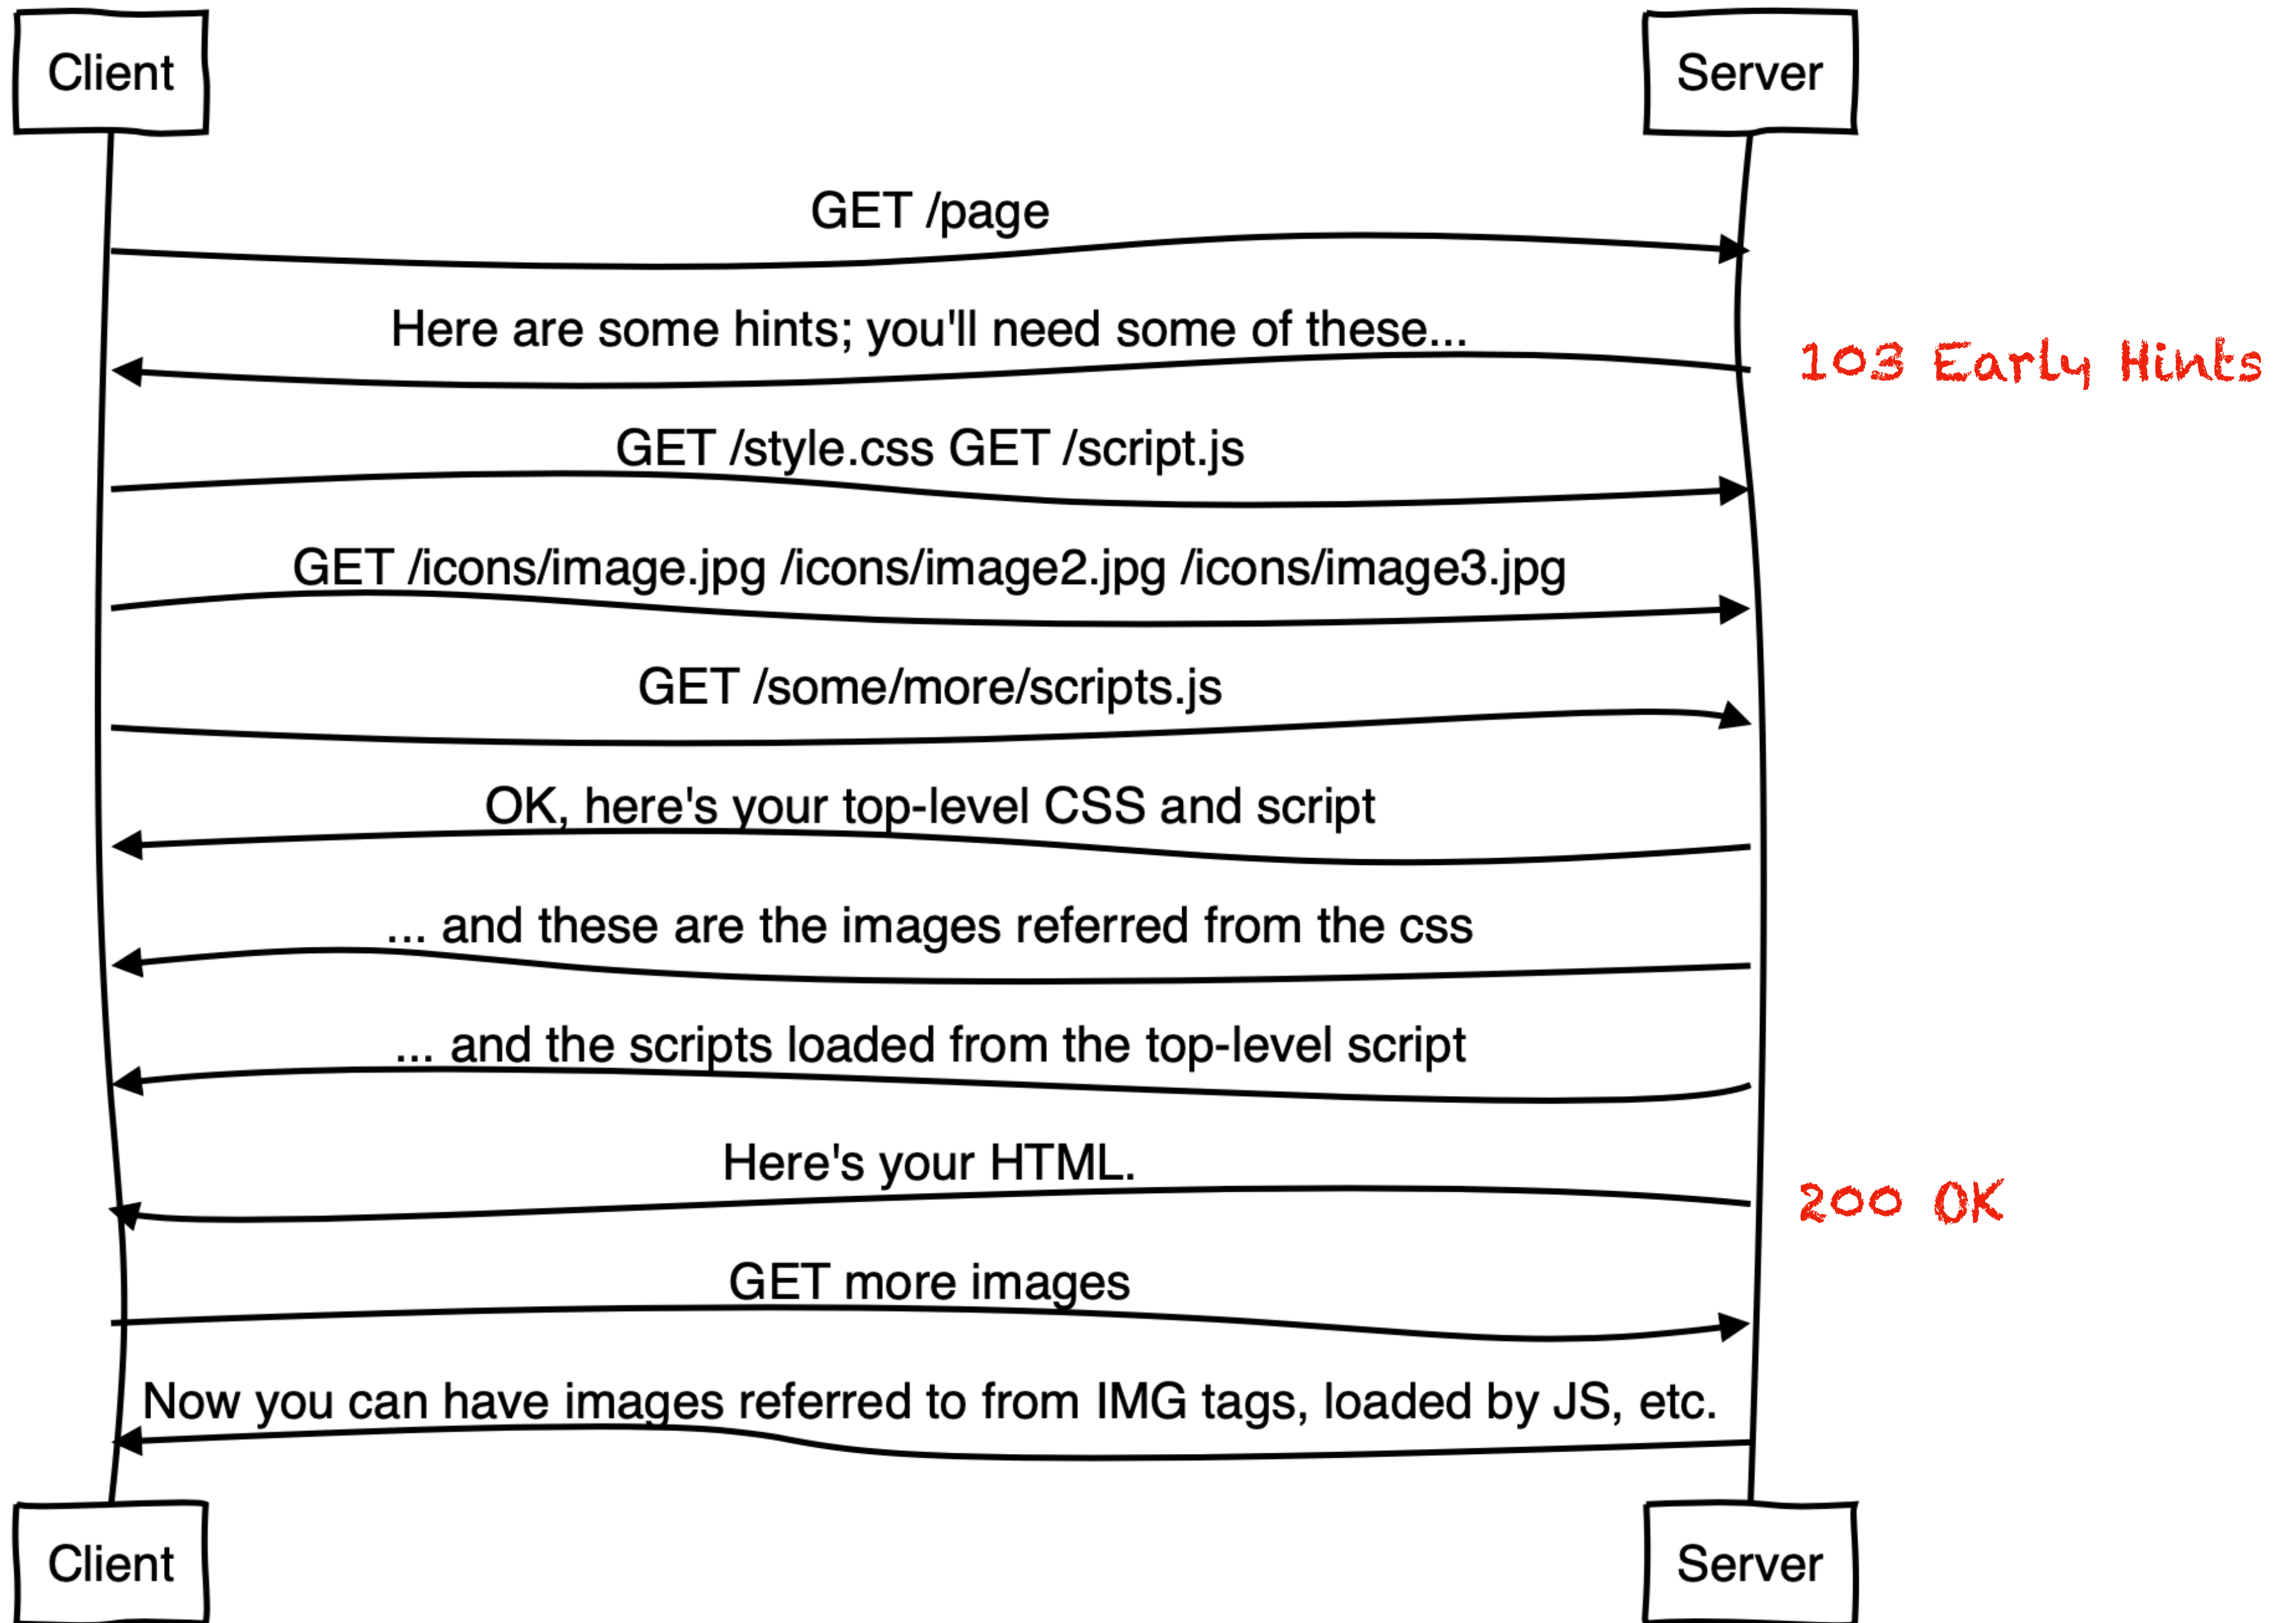 Client
Server
GET /page
Here are some hints; you'll need some of these...
103 Early Hints
GET /style.css GET /script.js
GET /icons/image.jpg /icons/image2.jpg /icons/image3.jpg
GET /some/more/scripts.js
OK, here's your top-level CSS and script
... and these are the images referred from the css
... and the scripts loaded from the top-level script
Here's your HTML.
200 OK
GET more images
Now you can have images referred to from IMG tags, loaded by JS, etc.
Client
Server